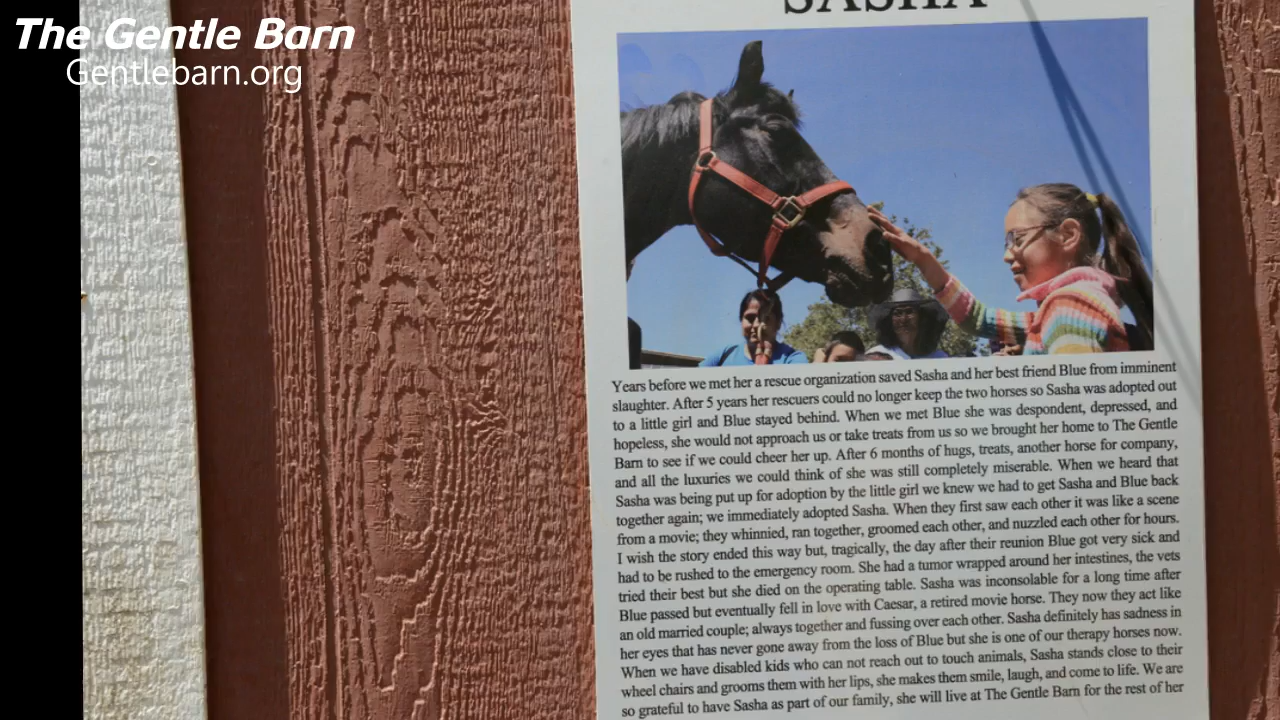 The Gentle Barn
Gentlebarn.org
SASHA
Years before we met her a rescue organization saved Sasha and her best friend Blue from imminent
slaughter. After 5 years her rescuers could no longer keep the two horses so Sasha was adopted out
to a little girl and Blue stayed behind. When we met Blue she was despondent, depressed, and
hopeless, she would not approach us or take treats from us so we brought her home to The Gentle
Barn to see if we could cheer her up. After 6 months of hugs, treats, another horse for company,
and all the luxuries we could think of she was still completely miserable. When we heard that
Sasha was being put up for adoption by the little girl we knew we had to get Sasha and Blue back
together again; we immediately adopted Sasha. When they first saw each other it was like a scene
from a movie; they whinnied, ran together, groomed each other, and nuzzled each other for hours.
I wish the story ended this way but, tragically, the day after their reunion Blue got very sick and
had to be rushed to the emergency room. She had a tumor wrapped around her intestines, the vets
tried their best but she died on the operating table. Sasha was inconsolable for a long time after
Blue passed but eventually fell in love with Caesar, a retired movie horse. They now they act like
an old married couple; always together and fussing over each other. Sasha definitely has sadness in
her eyes that has never gone away from the loss of Blue but she is one of our therapy horses now.
When we have disabled kids who can not reach out to touch animals, Sasha stands close to their
wheel chairs and grooms them with her lips, she makes them smile, laugh, and come to life. We are
so grateful to have Sasha as part of our family, she will live at The Gentle Barn for the rest of her